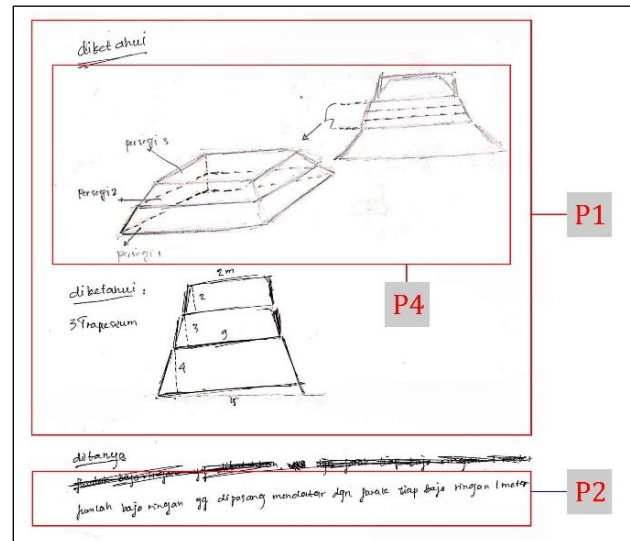 diketahui
persegi 3
persegi 2
persegi 1
P1
P4
diketahui :
3 Trapesium
2m
2
3
9
4
15
ditanya
Jumlah baja ringan yg dipasang mendatar dgn jarak tiap baja ringan 1 meter
P2